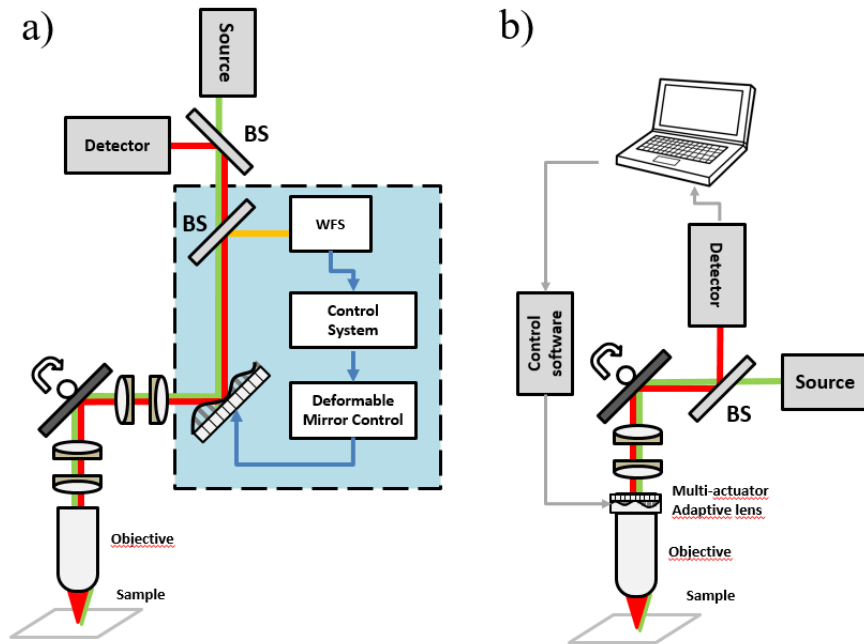 a)
Source
BS
Detector
BS
WFS
Control
System
Deformable
Mirror Control
Objective
Sample
b)
Detector
Control
software
Source
BS
Multi-actuator
Adaptive lens
Objective
Sample